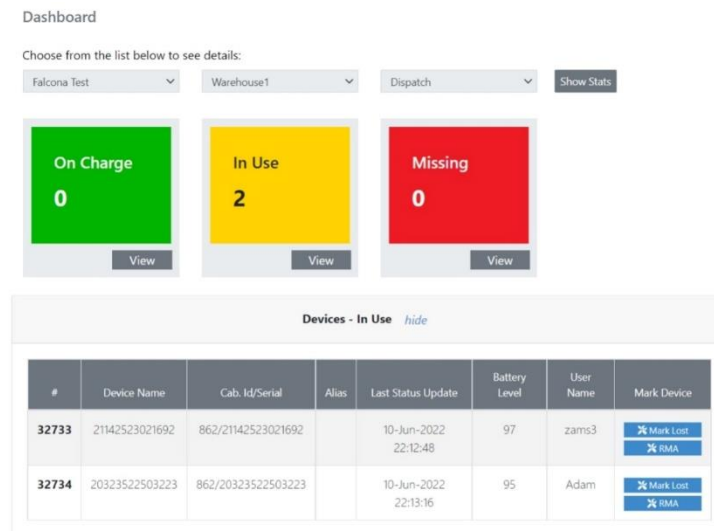 Dashboard
Choose from the list below to see details:
Falcona Test Warehouse1 Dispatch Show Stats
On Charge In Use Missing
0 2 0
View View View
Devices - In Use hide
# Device Name Cab. Id/Serial Alias Last Status Update Battery Level User Name Mark Device
32733 21142523021692 862/21142523021692 10-Jun-2022 97 zams3 Mark Lost
22:12:48 RMA
32734 20323522503223 862/20323522503223 10-Jun-2022 95 Adam Mark Lost
22:13:16 RMA